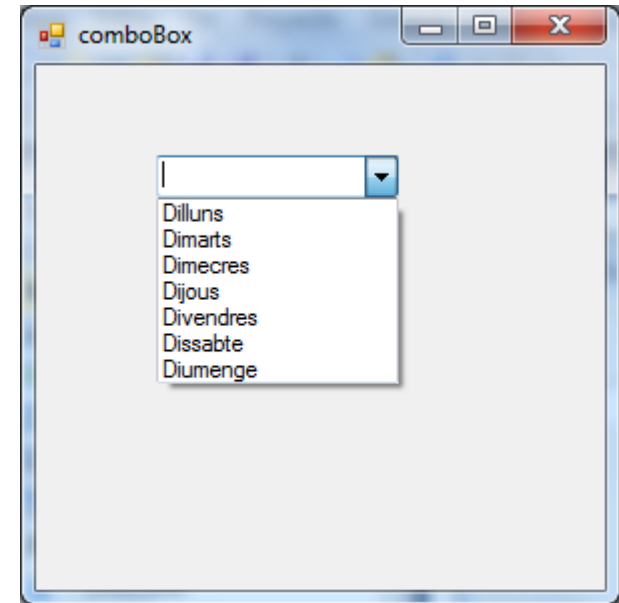 comboBox
Dilluns
Dimarts
Dimecres
Dijous
Divendres
Dissabte
Diumenge